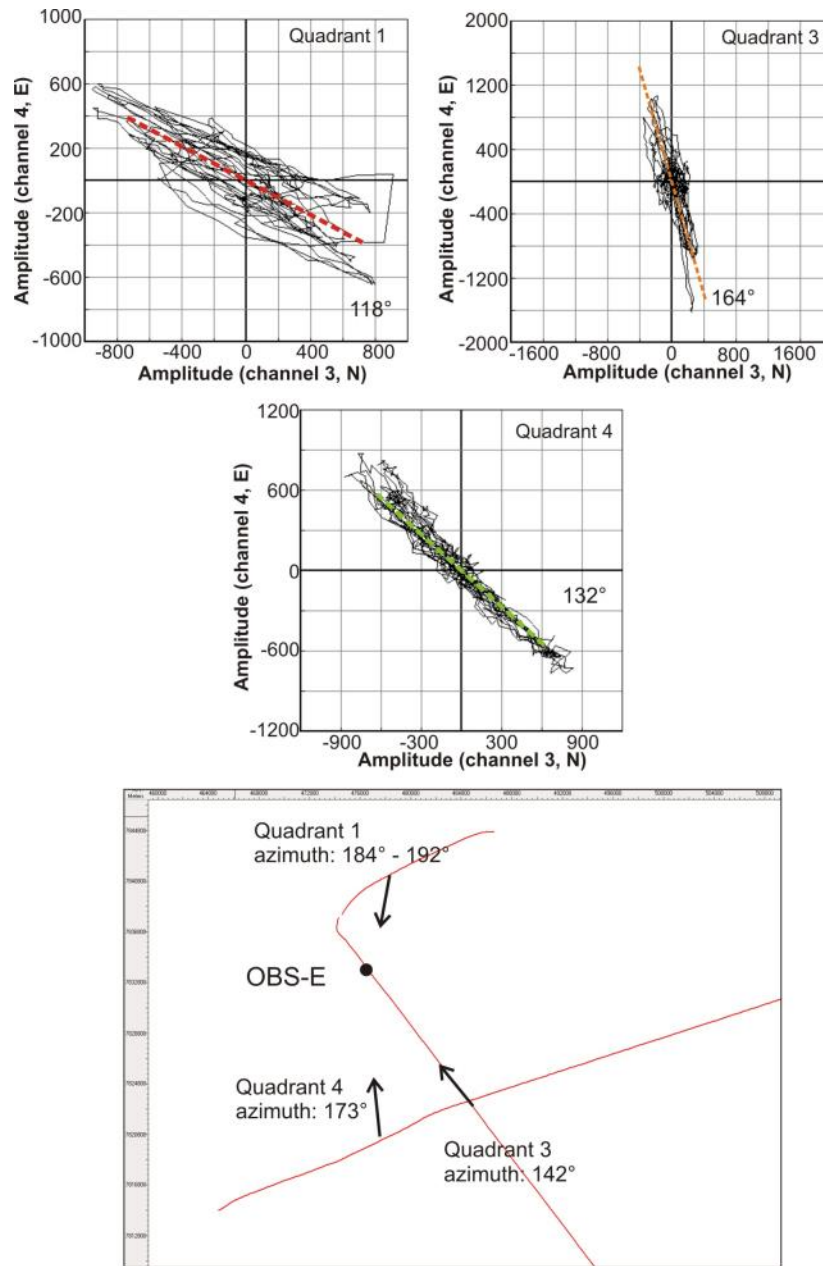 1000
Quadrant 1
600
200
-200
-600
-1000
118°
-800 -400 0 400 800
Amplitude (channel 3, N)
Amplitude (channel 4, E)
2000
Quadrant 3
1200
400
-400
-1200
-2000
164°
-1600 -800 0 800 1600
Amplitude (channel 3, N)
Amplitude (channel 4, E)
1200
Quadrant 4
600
0
-600
-1200
132°
-900 -300 300 900
Amplitude (channel 3, N)
Amplitude (channel 4, E)
Quadrant 1
azimuth: 184° - 192°
OBS-E
Quadrant 4
azimuth: 173°
Quadrant 3
azimuth: 142°